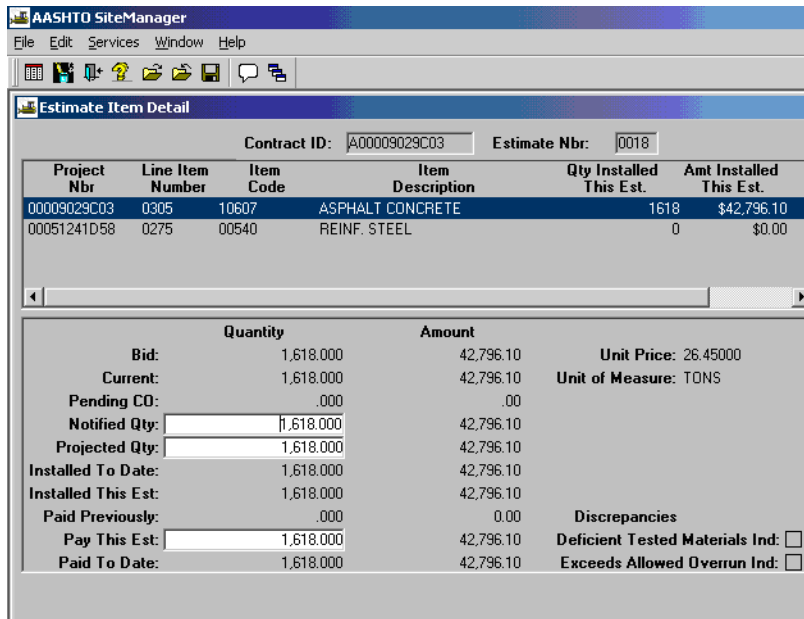 AASHTO SiteManager
File Edit Services Window Help
Estimate Item Detail
Contract ID: A00009029C03 Estimate Nbr: 0018
Project Nbr Line Item Number Item Code Item Description Qty Installed This Est. Amt Installed This Est.
00009029C03 0305 10607 ASPHALT CONCRETE 1618 $42,796.10
00051241D58 0275 00540 REINF. STEEL 0 $0.00
Quantity Amount
Bid: 1,618.000 42,796.10 Unit Price: 26.45000
Current: 1,618.000 42,796.10 Unit of Measure: TONS
Pending CO: .000 .00
Notified Qty: 1,618.000 42,796.10
Projected Qty: 1,618.000 42,796.10
Installed To Date: 1,618.000 42,796.10
Installed This Est: 1,618.000 42,796.10
Paid Previously: .000 0.00 Discrepancies
Pay This Est: 1,618.000 42,796.10 Deficient Tested Materials Ind:
Paid To Date: 1,618.000 42,796.10 Exceeds Allowed Overrun Ind: